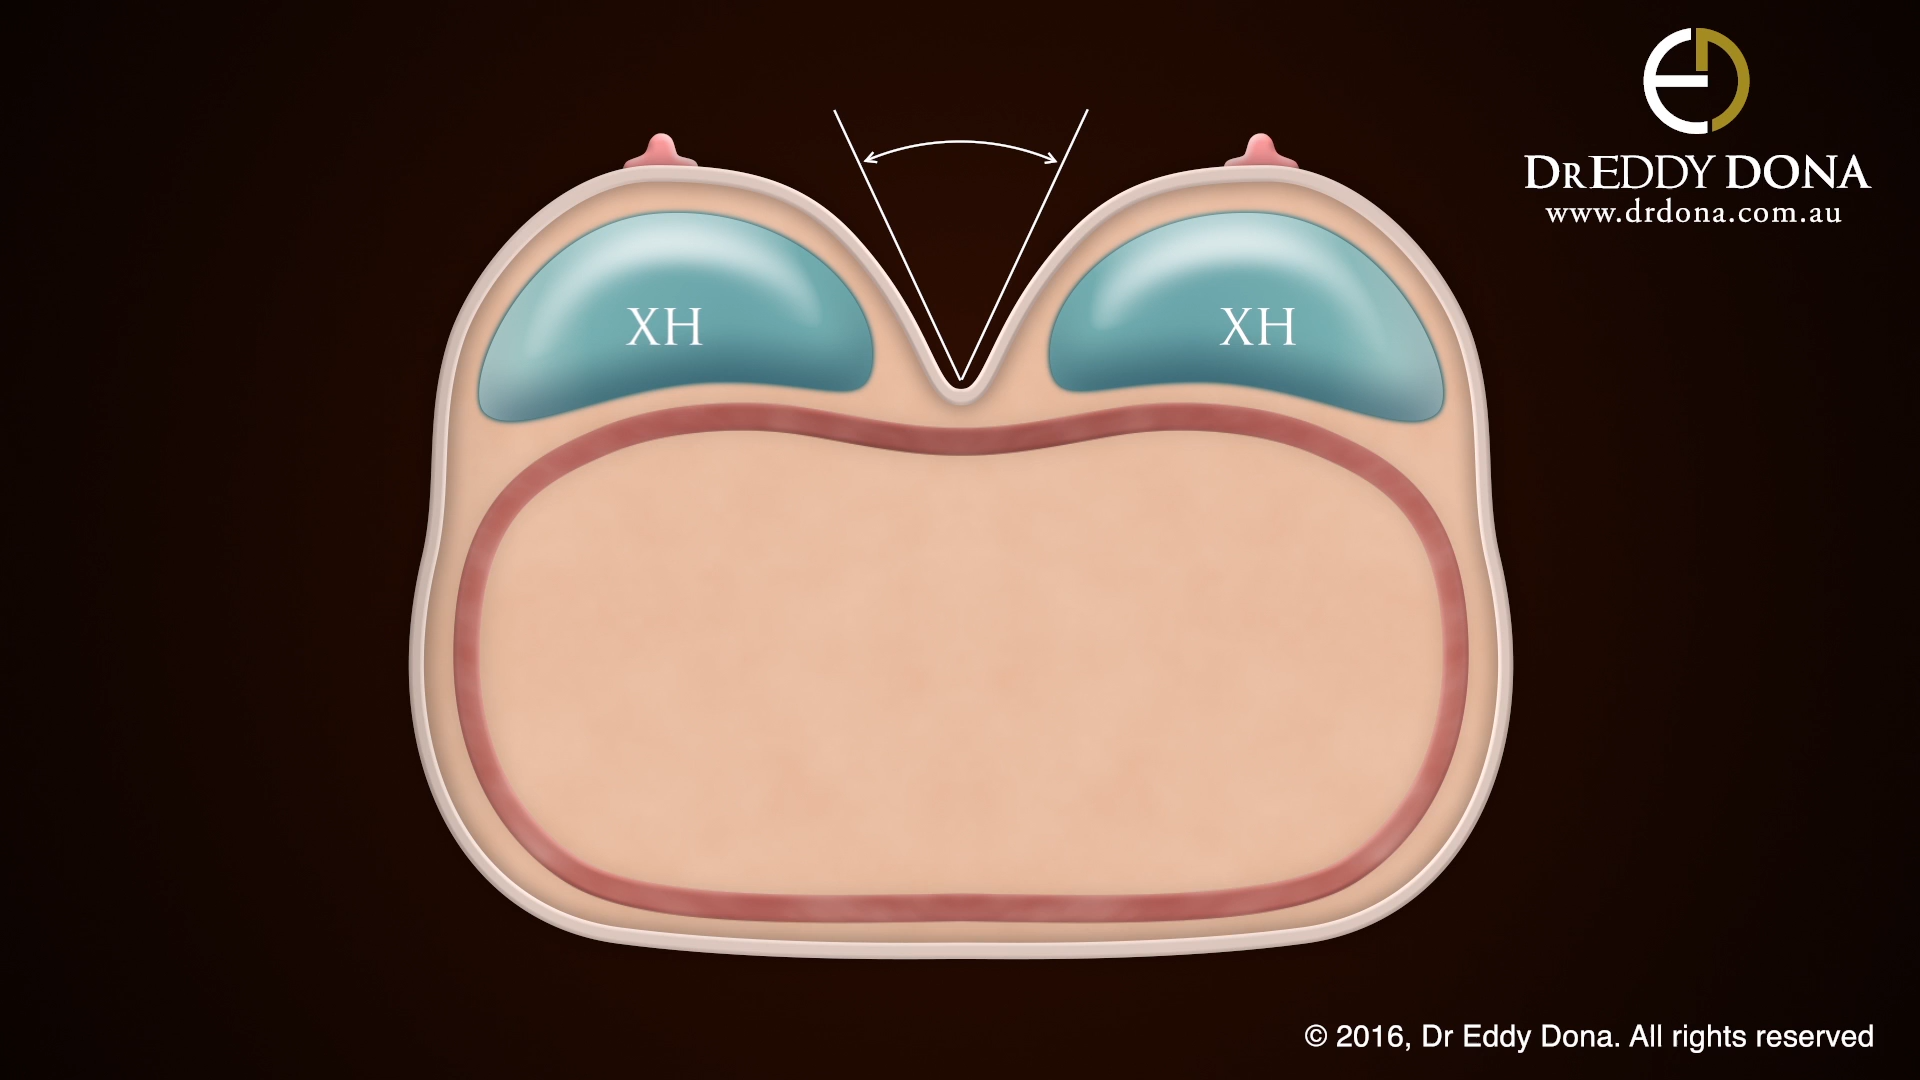 DR EDDY DONA
www.drdona.com.au
XH XH
© 2016, Dr Eddy Dona. All rights reserved